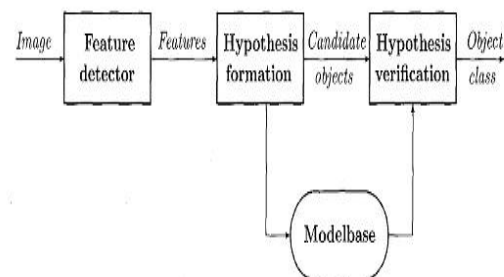 Image
Feature
detector
Features
Hypothesis
formation
Candidate
objects
Hypothesis
verification
Object
class
Modelbase